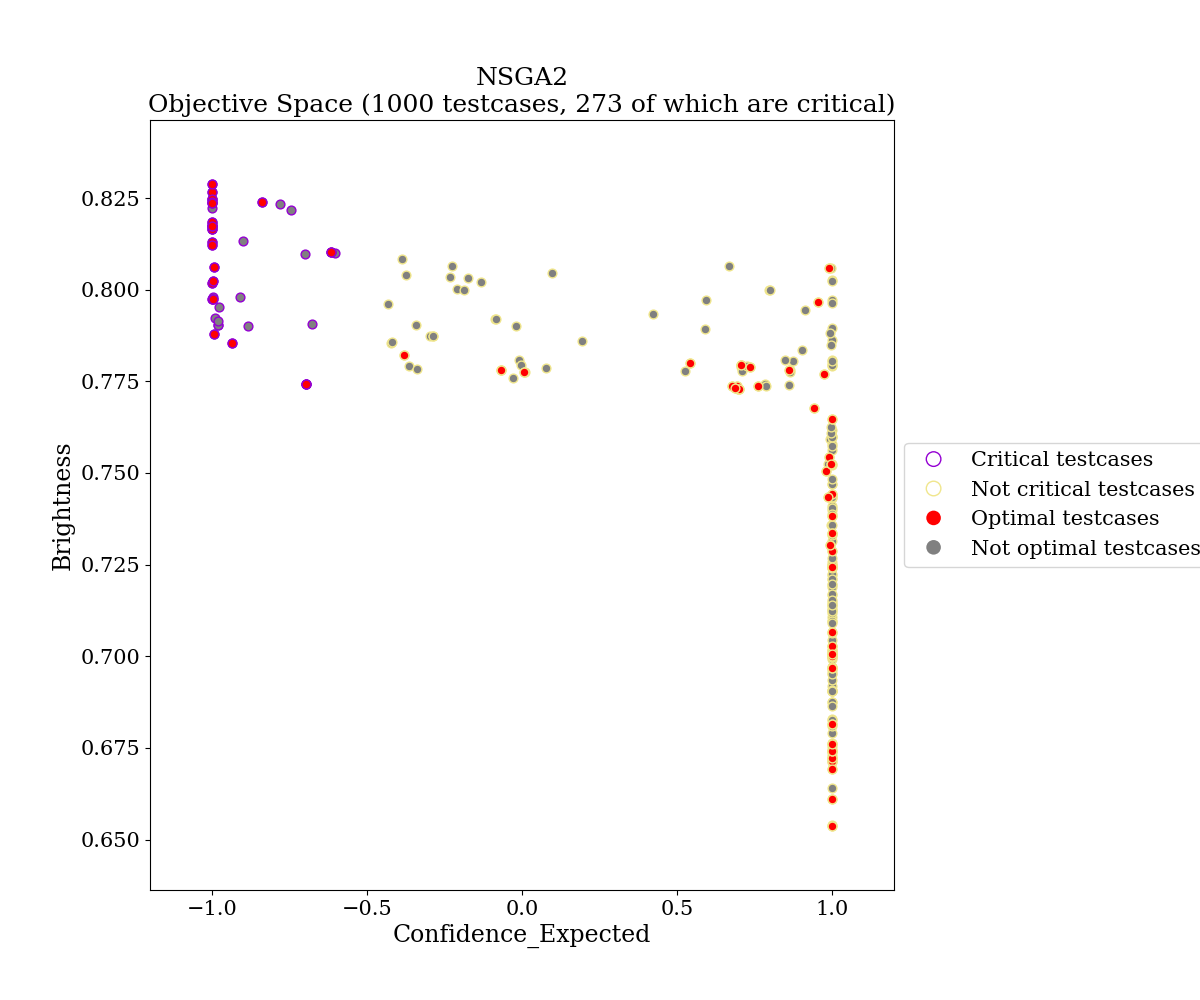 NSGA2
Objective Space (1000 testcases, 273 of which are critical)
0.825
0.800
0.775
0.750
0.725
0.700
0.675
0.650
Brightness
−1.0
−0.5
0.0
0.5
1.0
Confidence_Expected
Critical testcases
Not critical testcases
Optimal testcases
Not optimal testcases